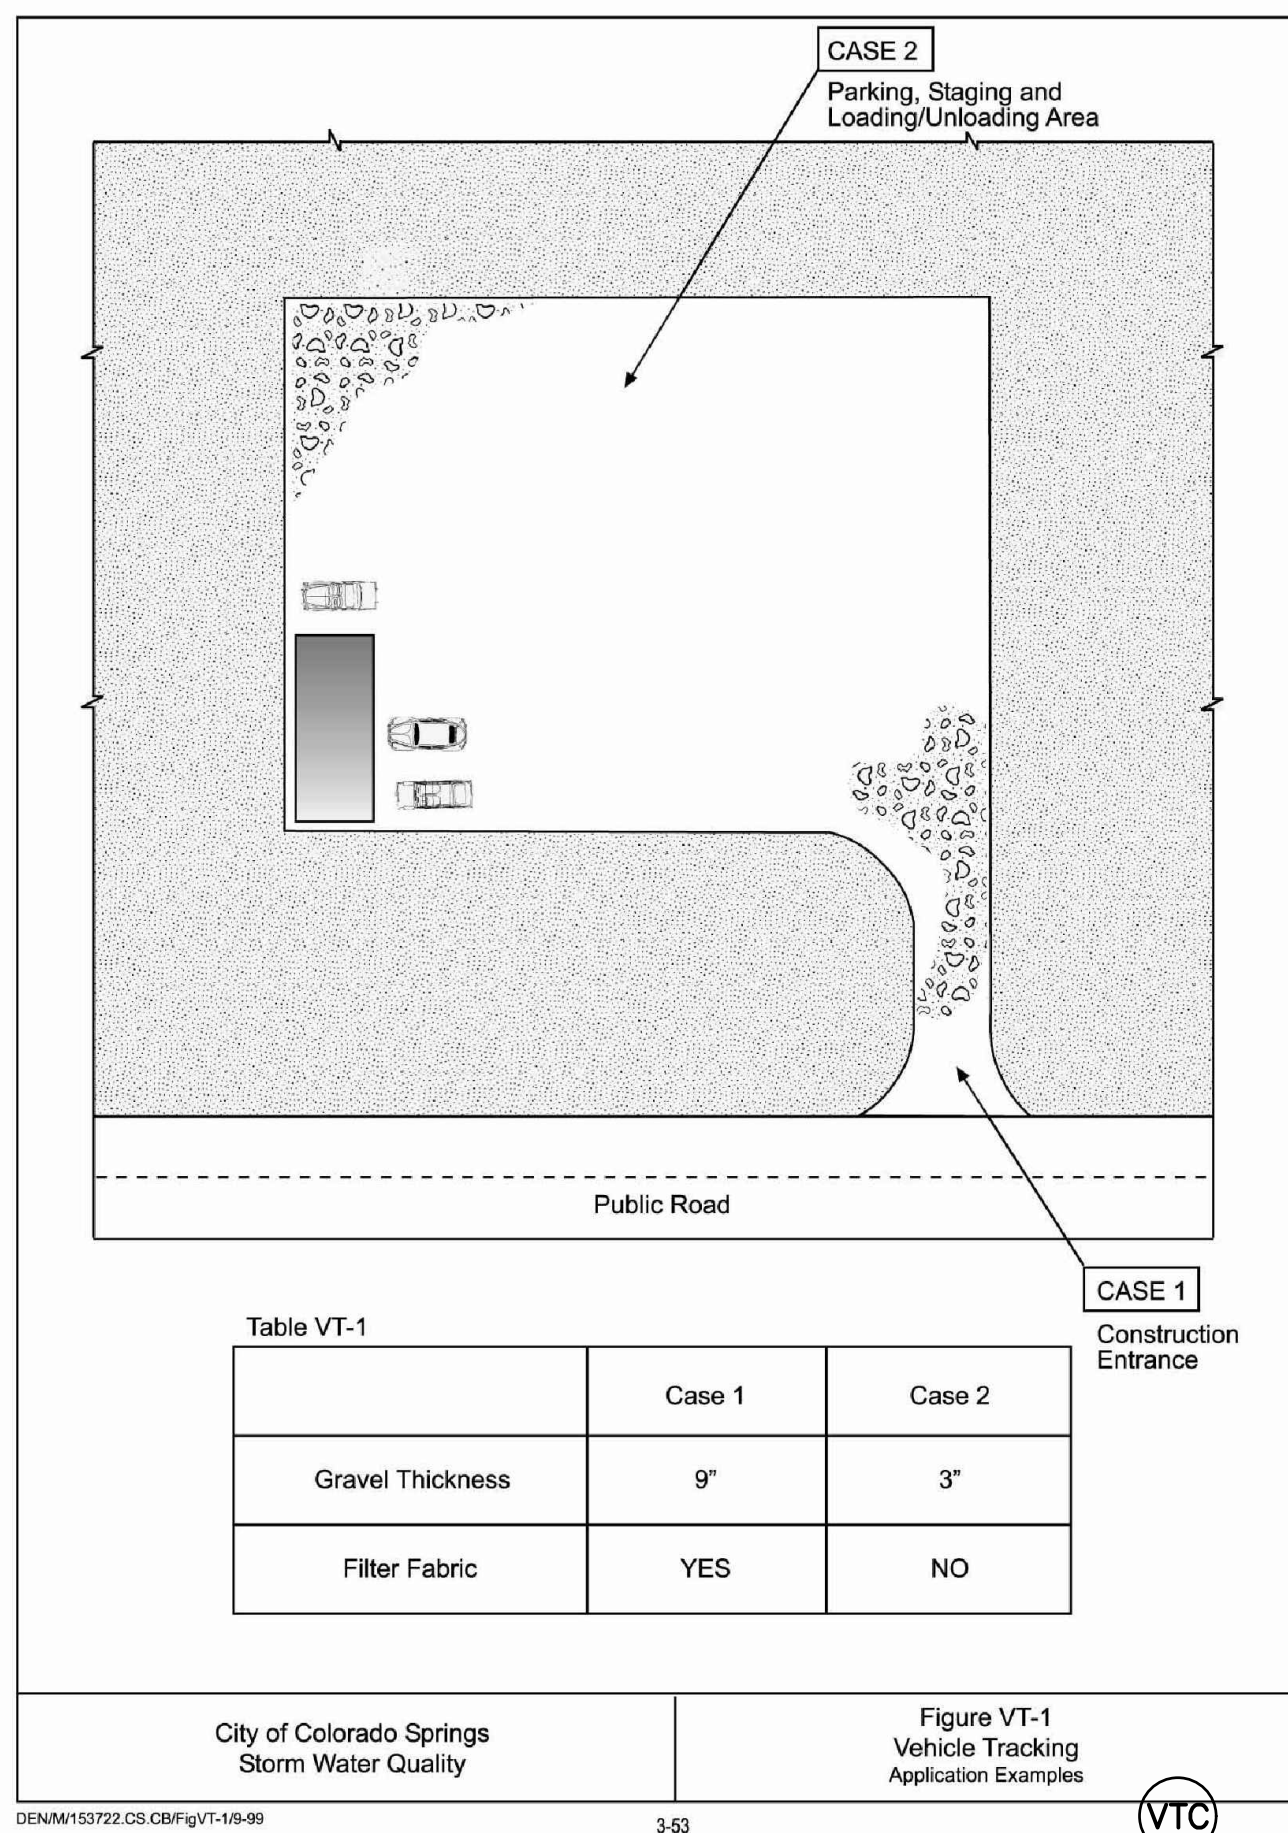 CASE 2
Parking, Staging and
Loading/Unloading Area
Public Road
CASE 1
Construction
Entrance
Table VT-1
Case 1 Case 2
Gravel Thickness 9” 3”
Filter Fabric YES NO
City of Colorado Springs
Storm Water Quality
Figure VT-1
Vehicle Tracking
Application Examples
DEN/M/153722.CS.CB/FigVT-1/9-99
3-53
VTC